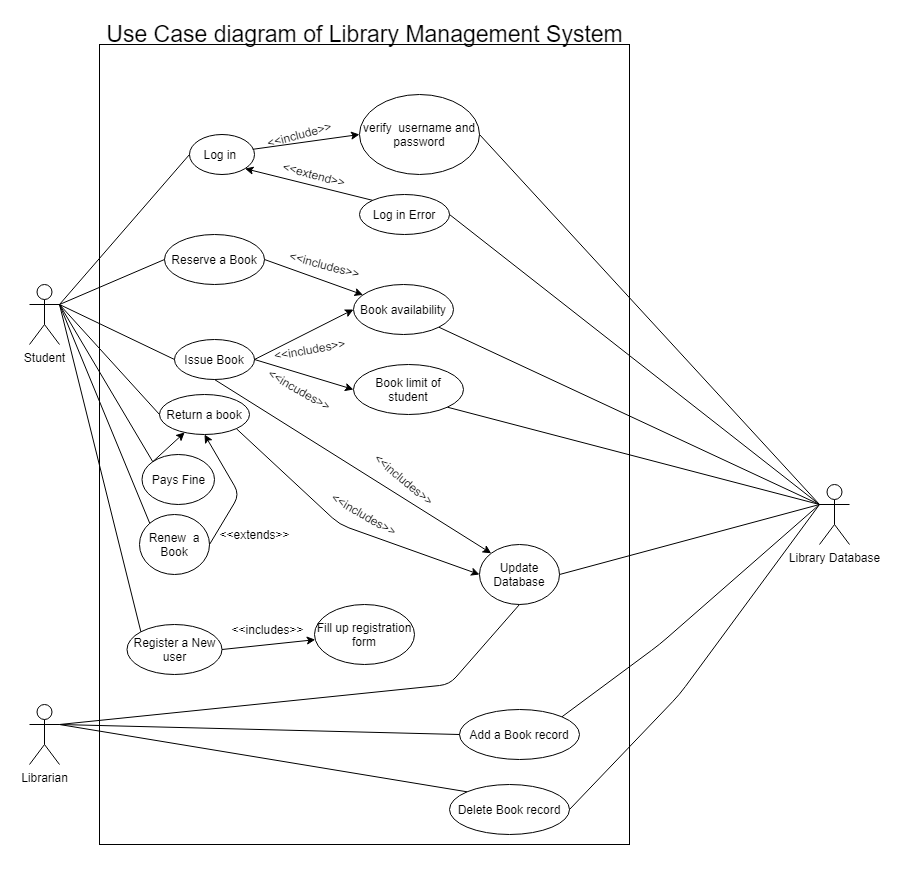 Use Case diagram of Library Management System
<<include>>
verify  username and
password
Log in
<<extend>>
Log in Error
Reserve a Book
<<includes>>
Book availability
Student
Issue Book
<<includes>>
<<incudes>>
Book limit of
student
Return a book
Pays Fine
<<includes>>
<<includes>>
Renew  a
Book
<<extends>>
Library Database
Update
Database
Register a New
user
<<includes>>
Fill up registration
form
Librarian
Add a Book record
Delete Book record